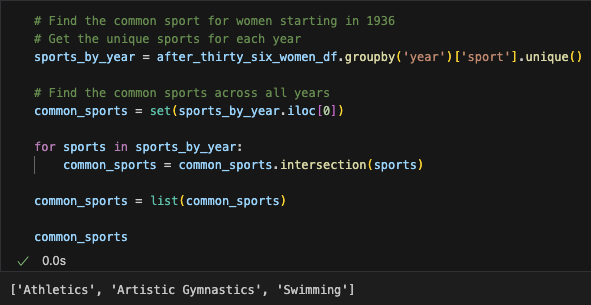 # Find the common sport for women starting in 1936
# Get the unique sports for each year
sports_by_year = after_thirty_six_women_df.groupby('year')['sport'].unique()

# Find the common sports across all years
common_sports = set(sports_by_year.iloc[0])

for sports in sports_by_year:
    common_sports = common_sports.intersection(sports)

common_sports = list(common_sports)

common_sports
✓ 0.0s
['Athletics', 'Artistic Gymnastics', 'Swimming']